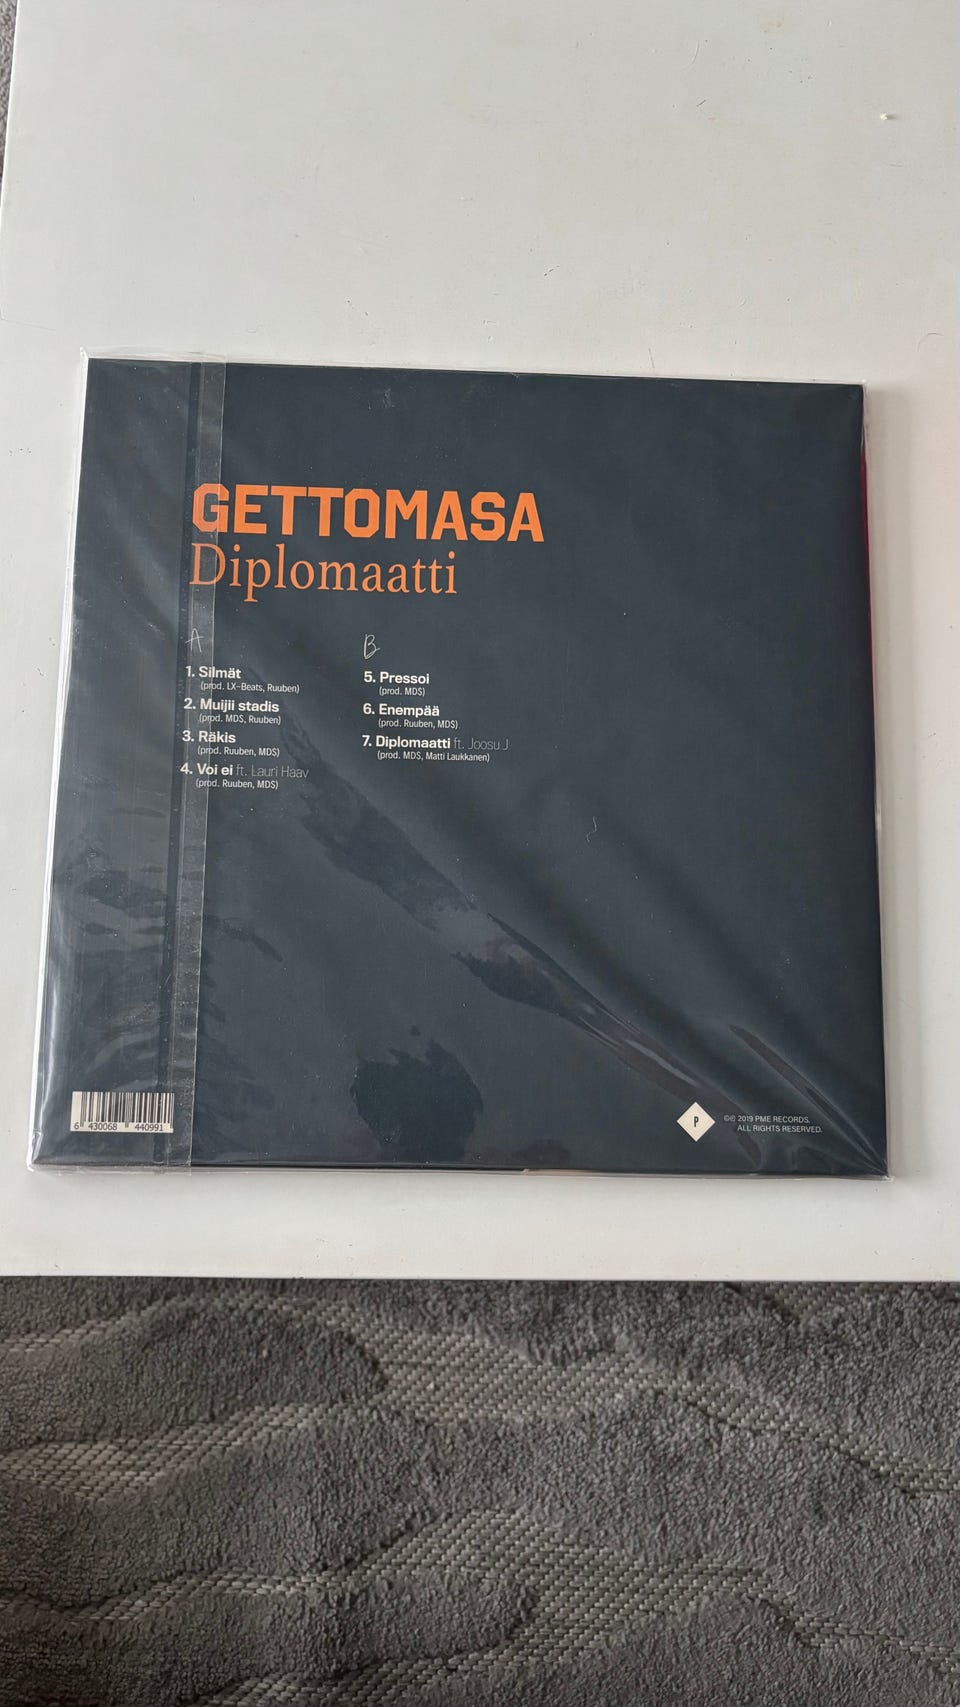 GETTOMASA
Diplomaatti
A
1. Silmät
(prod. LX-Beats, Ruuben)
2. Muijii stadis
(prod. MD$, Ruuben)
3. Räkis
(prod. Ruuben, MD$)
4. Voi ei ft. Lauri Haav
(prod. Ruuben, MD$)
B
5. Pressoi
(prod. MD$)
6. Enempää
(prod. Ruuben, MD$)
7. Diplomaatti ft. Joosu J
(prod. MD$, Matti Laukkanen)
6 430068 440991
P
©℗ 2019 PME RECORDS.
ALL RIGHTS RESERVED.